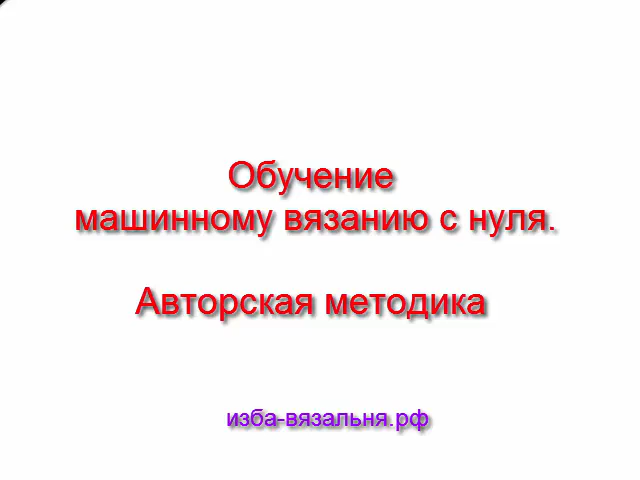 Обучение
машинному вязанию с нуля.
Авторская методика
изба-вязальня.рф